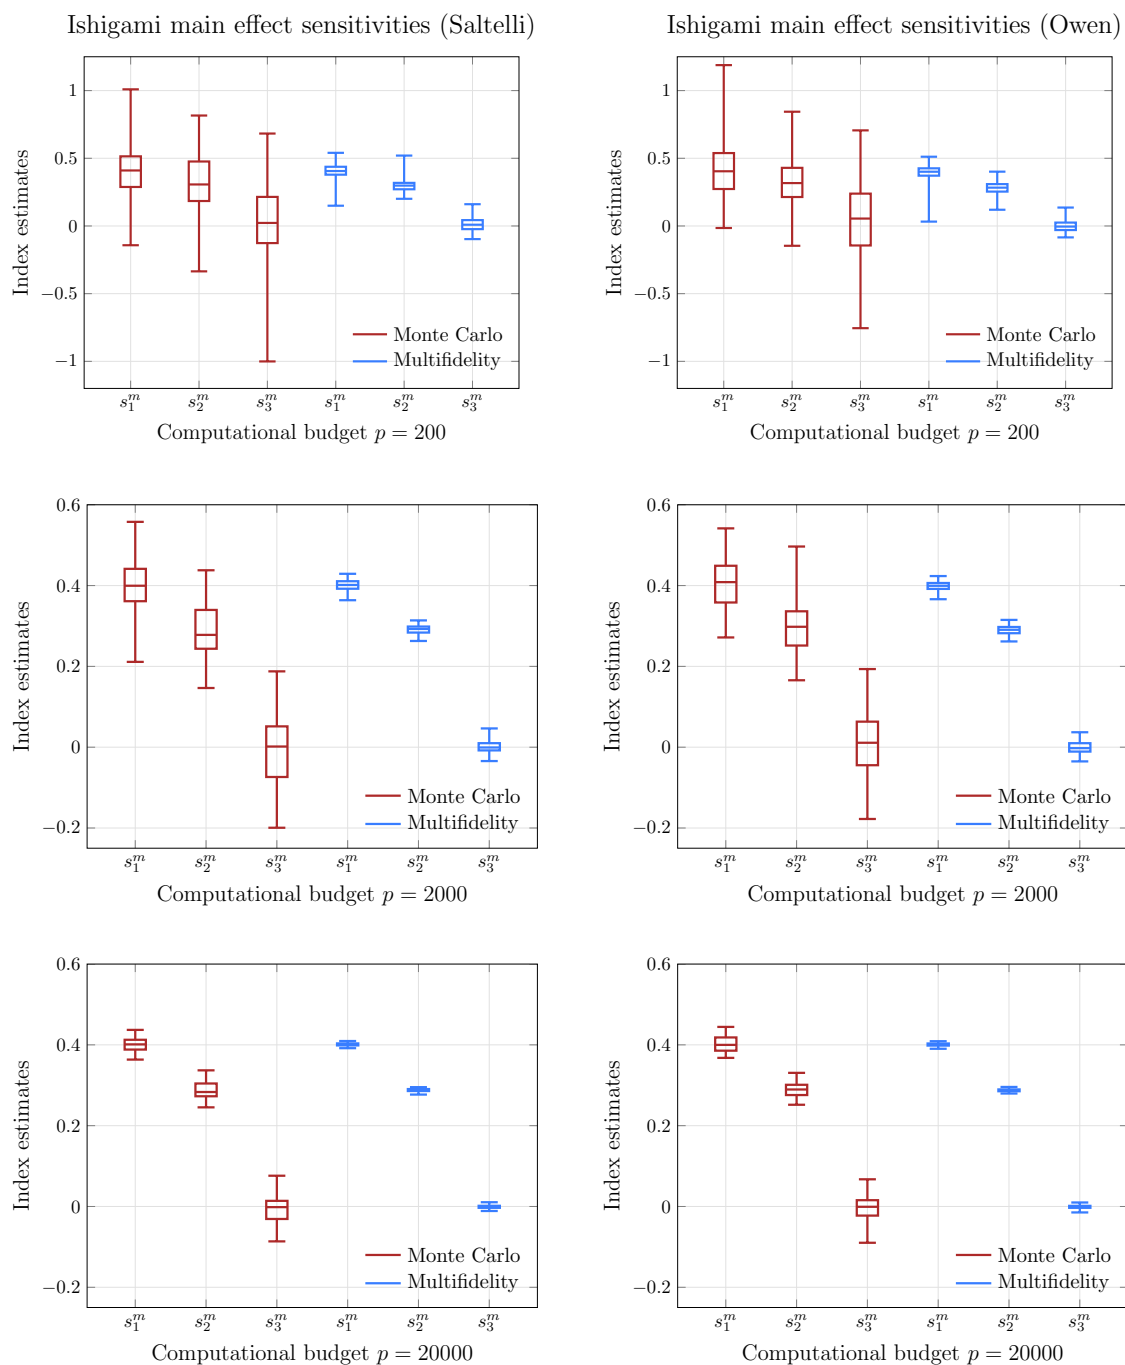 Ishigami main effect sensitivities (Saltelli)
1
0.5
0
−0.5
−1
Index estimates
Monte Carlo
Multifidelity
s₁ᵐ s₂ᵐ s₃ᵐ s₁ᵐ s₂ᵐ s₃ᵐ
Computational budget p = 200
Ishigami main effect sensitivities (Owen)
1
0.5
0
−0.5
−1
Index estimates
Monte Carlo
Multifidelity
s₁ᵐ s₂ᵐ s₃ᵐ s₁ᵐ s₂ᵐ s₃ᵐ
Computational budget p = 200
0.6
0.4
0.2
0
−0.2
Index estimates
Monte Carlo
Multifidelity
s₁ᵐ s₂ᵐ s₃ᵐ s₁ᵐ s₂ᵐ s₃ᵐ
Computational budget p = 2000
0.6
0.4
0.2
0
−0.2
Index estimates
Monte Carlo
Multifidelity
s₁ᵐ s₂ᵐ s₃ᵐ s₁ᵐ s₂ᵐ s₃ᵐ
Computational budget p = 2000
0.6
0.4
0.2
0
−0.2
Index estimates
Monte Carlo
Multifidelity
s₁ᵐ s₂ᵐ s₃ᵐ s₁ᵐ s₂ᵐ s₃ᵐ
Computational budget p = 20000
0.6
0.4
0.2
0
−0.2
Index estimates
Monte Carlo
Multifidelity
s₁ᵐ s₂ᵐ s₃ᵐ s₁ᵐ s₂ᵐ s₃ᵐ
Computational budget p = 20000